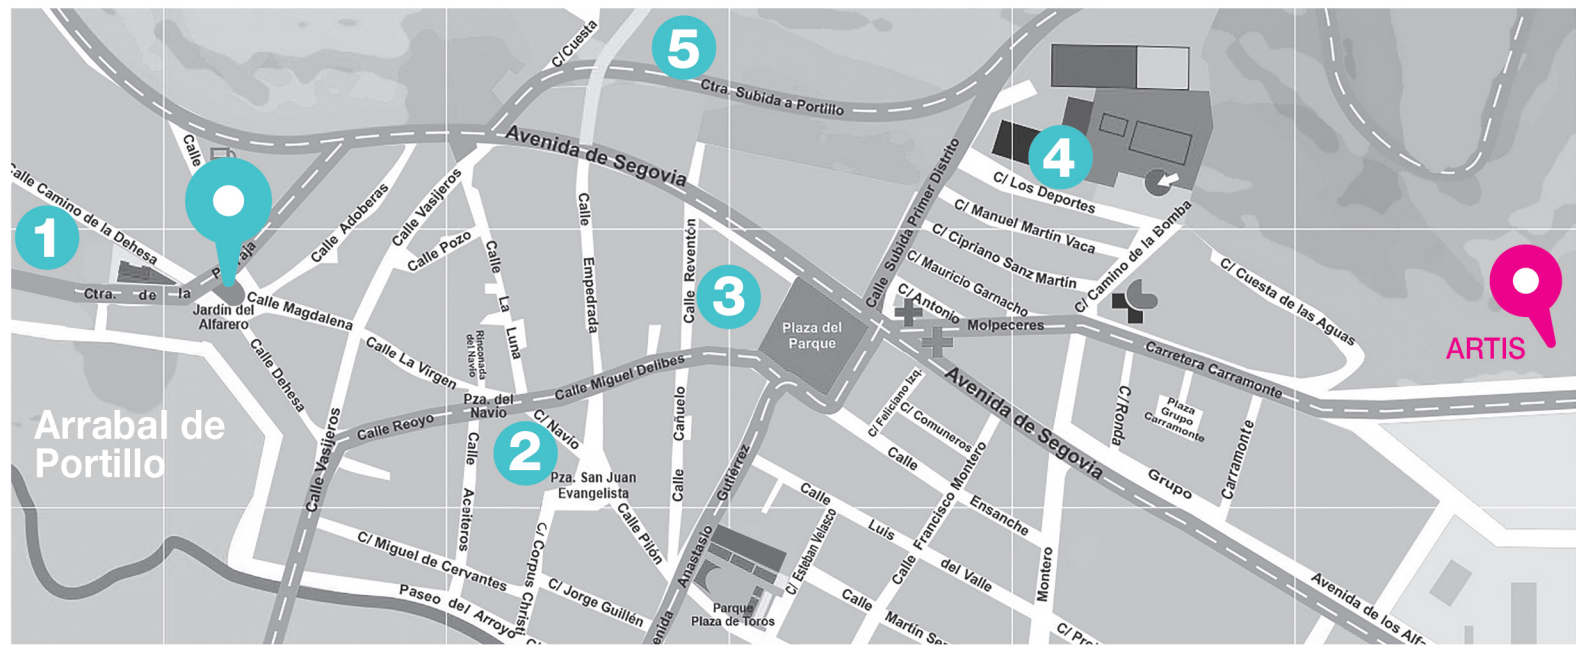 C/ Cuesta
5
Ctra. Subida a Portillo
Avenida de Segovia
Calle
Calle Camino de la Dehesa
1
Calle Adoberas
Calle Vasijeros
Calle Pozo
Calle
La
Luna
Calle
Empedrada
Calle Reventón
3
Calle Subida Primer Distrito
4
C/ Los Deportes
C/ Manuel Martin Vaca
C/ Cipriano Sanz Martín
C/ Mauricio Garnacho
C/ Antonio
Molpeceres
C/ Camino de la Bomba
C/ Cuesta de las Aguas
ARTIS
Ctra. de la
Jardín del
Alfarero
Calle Magdalena
Calle La Virgen
Calle Dehesa
Rinconada
del Navío
Plaza del
Parque
Carretera Carramonte
Calle Miguel Delibes
Pza. del
Navío
Calle Reoyo
C/ Navio
2
Pza. San Juan
Evangelista
Arrabal de
Portillo
Calle Vasijeros
Calle
Aceiteros
Calle
Cañuelo
Calle Pilón
C/ Corpus Christi
C/ Miguel de Cervantes
C/ Jorge Guillén
Paseo del Arroyo
Anastasio
Gutiérrez
Parque
Plaza de Toros
C/ Esteban Velasco
C/ Feliciano Izq.
C/ Comuneros
Calle
Ensanche
Calle
Luis
del Valle
Calle Francisco Montero
Calle
Avenida de Segovia
C/ Ronda
Plaza
Grupo
Carramonte
Carramonte
Grupo
Montero